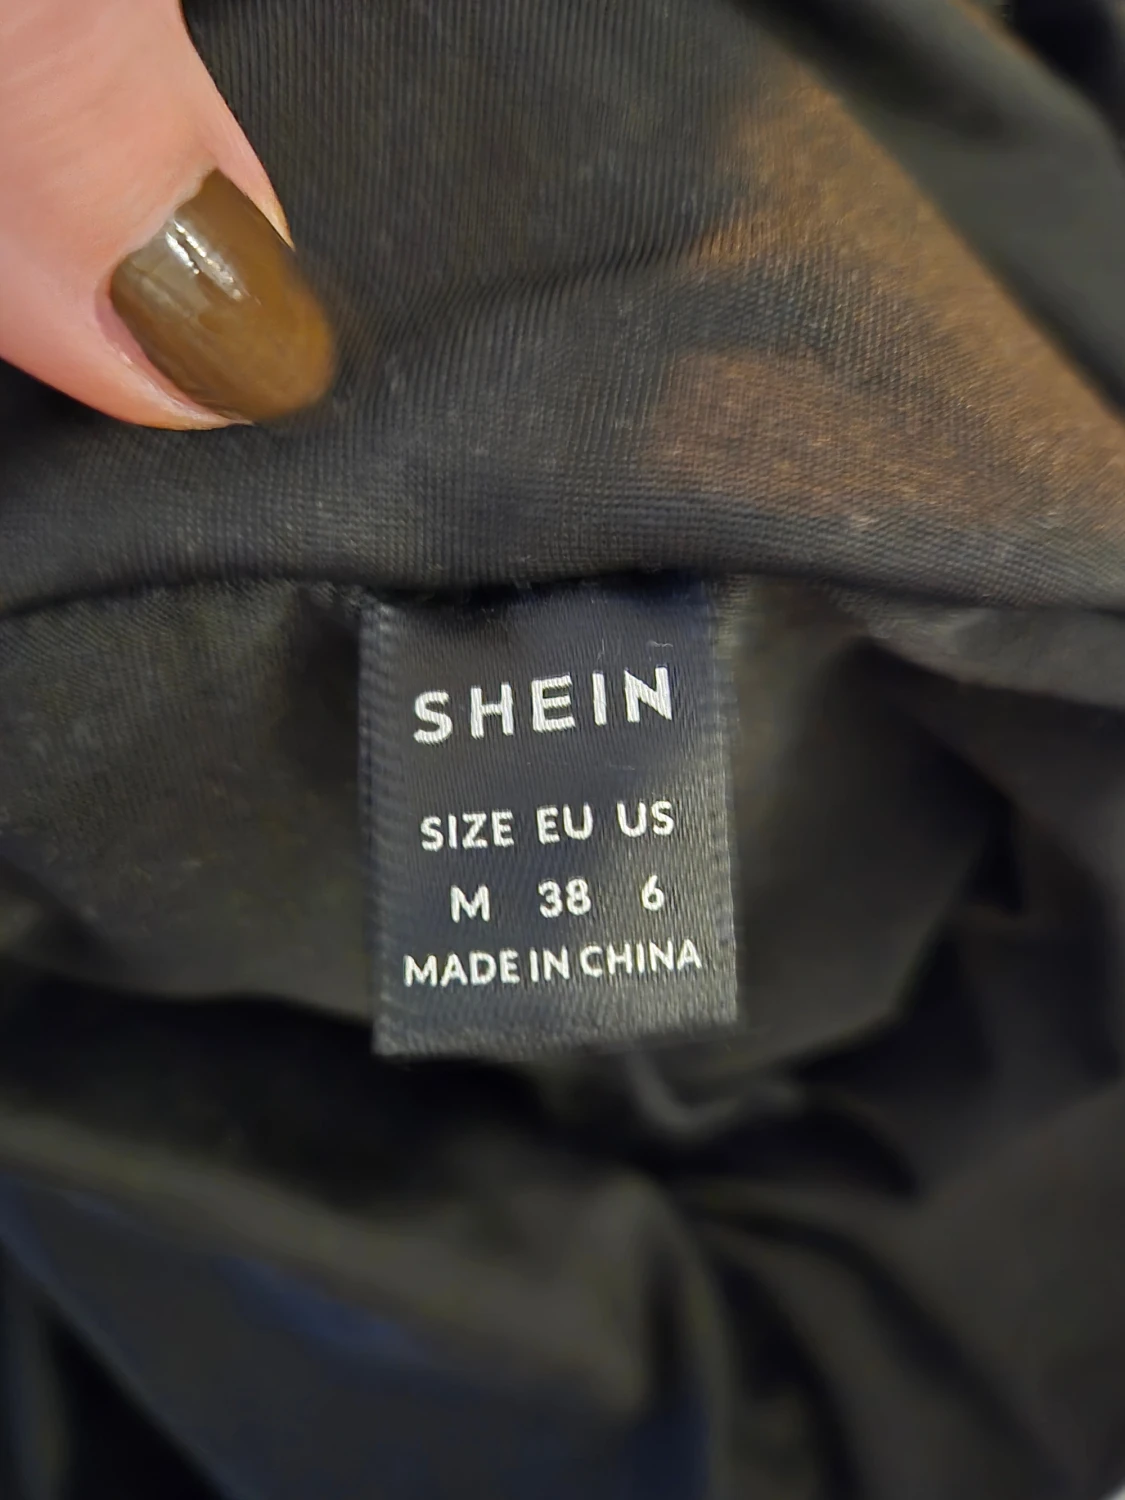 SHEIN
SIZE EU US
M 38 6
MADE IN CHINA